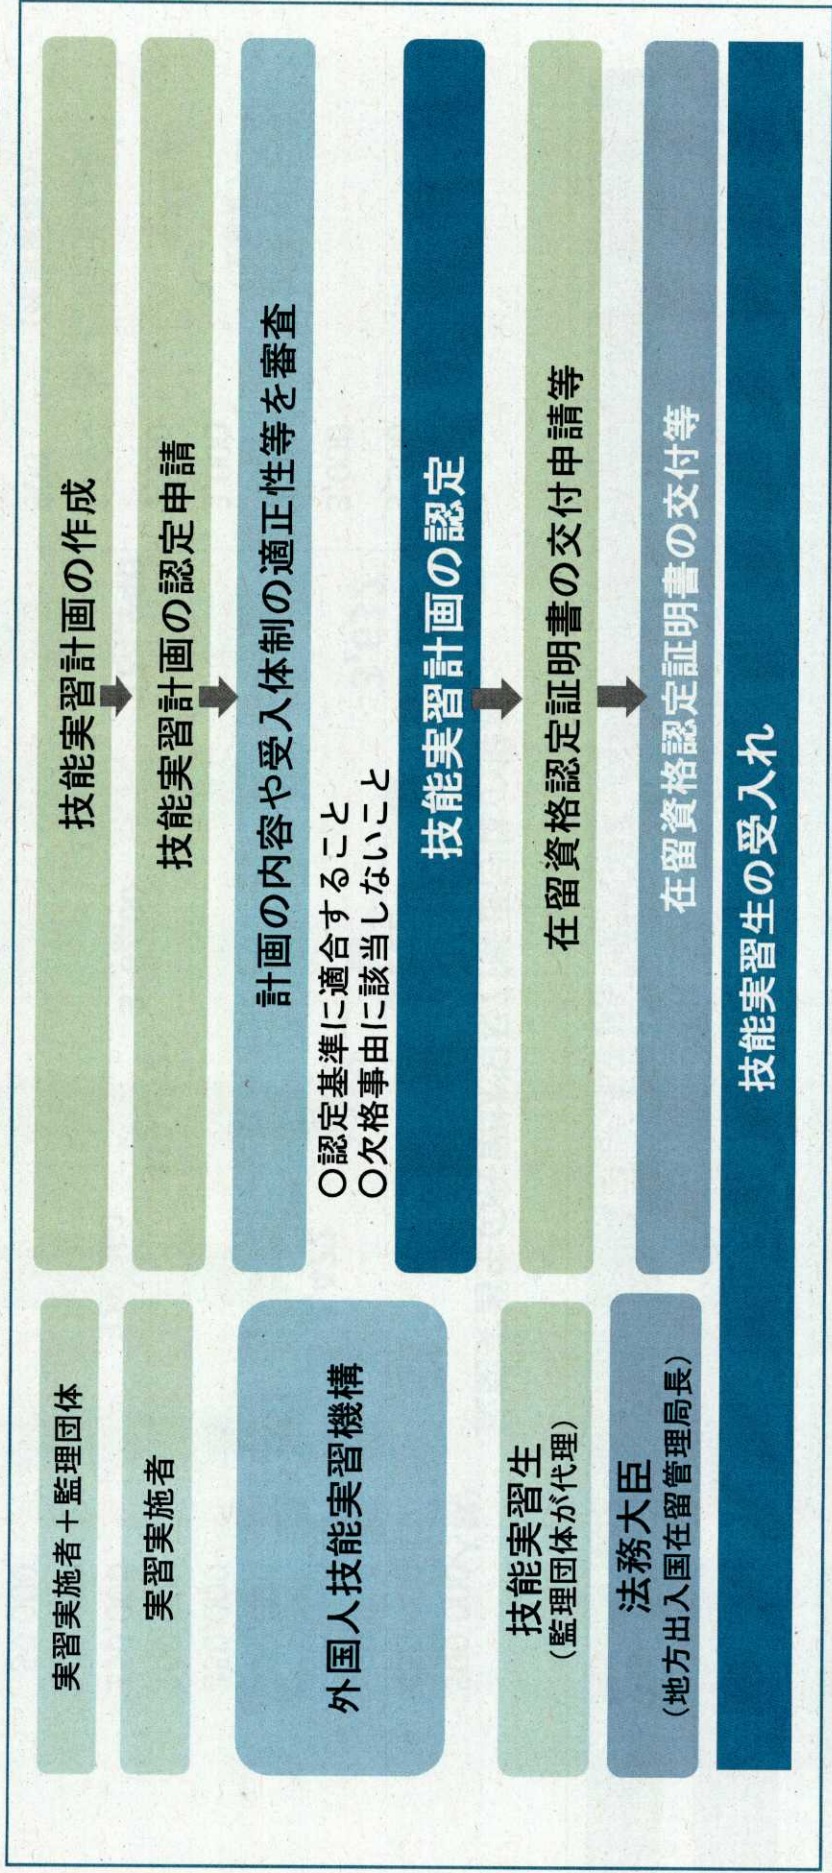 実習実施者＋監理団体
技能実習計画の作成
実習実施者
技能実習計画の認定申請
外国人技能実習機構
計画の内容や受入体制の適正性等を審査
○認定基準に適合すること
○欠格事由に該当しないこと
技能実習計画の認定
技能実習生
（監理団体が代理）
在留資格認定証明書の交付申請等
法務大臣
（地方出入国在留管理局長）
在留資格認定証明書の交付等
技能実習生の受入れ